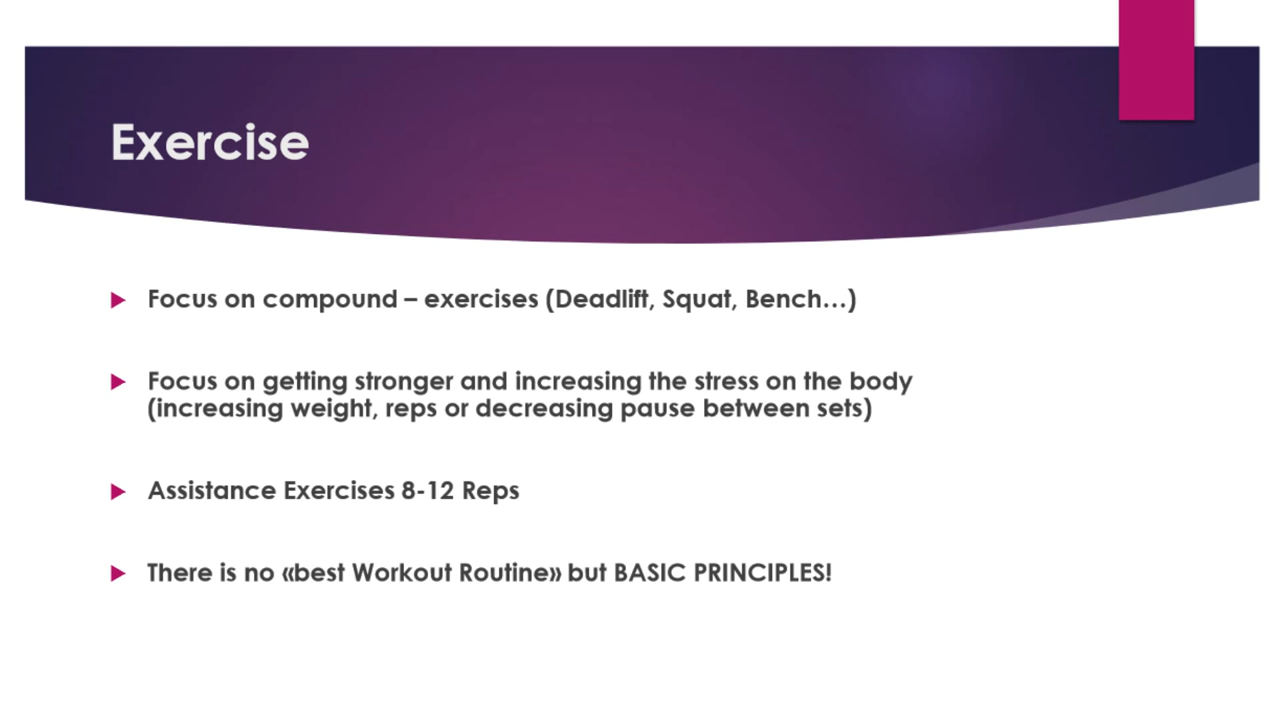 Exercise
Focus on compound – exercises (Deadlift, Squat, Bench…)
Focus on getting stronger and increasing the stress on the body
(increasing weight, reps or decreasing pause between sets)
Assistance Exercises 8-12 Reps
There is no «best Workout Routine» but BASIC PRINCIPLES!